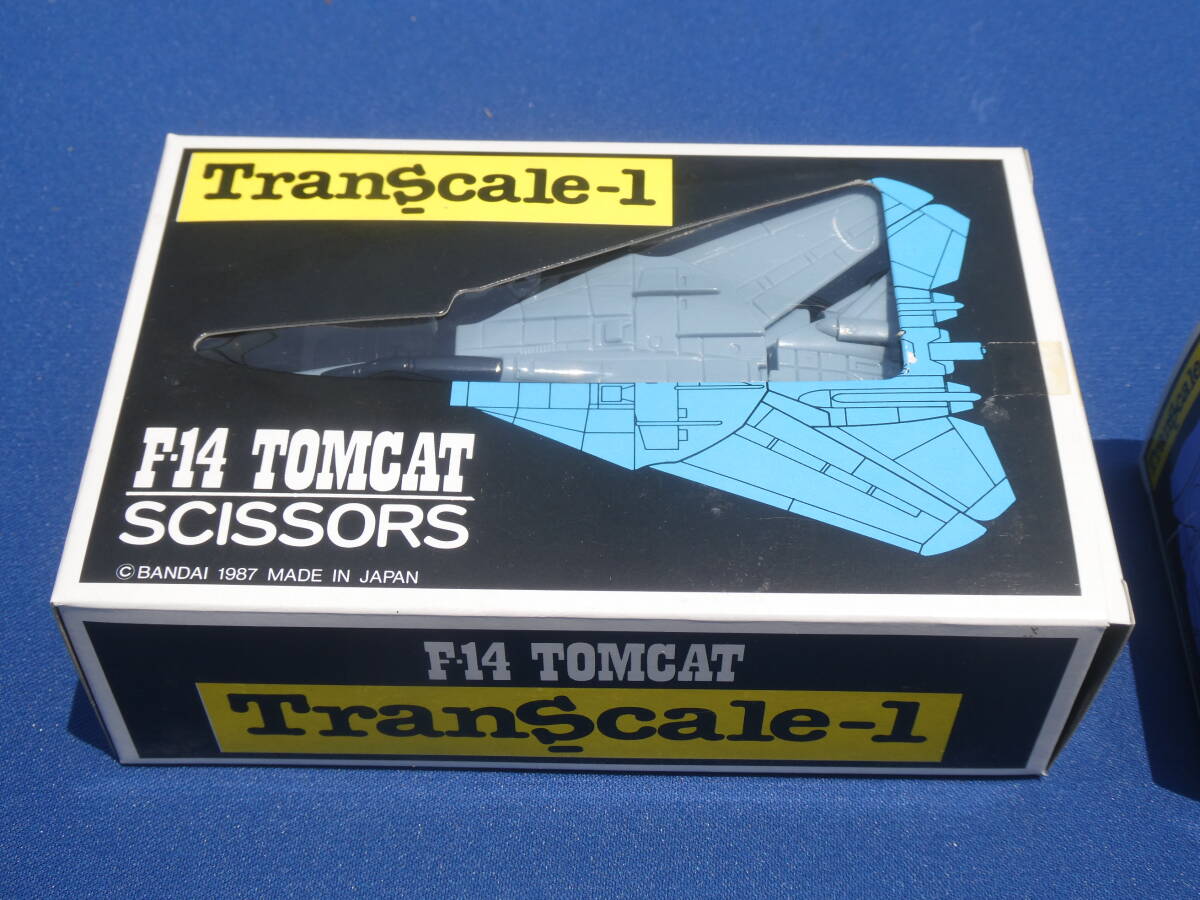 TranScale-1
F-14 TOMCAT
SCISSORS
© BANDAI 1987 MADE IN JAPAN
F-14 TOMCAT
TranScale-1